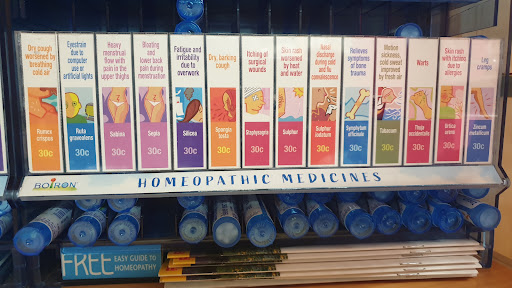 Dry cough
worsened by
breathing
cold air
Rumex
crispus
30c
Eyestrain
due to
computer
use or
artificial lights
Ruta
graveolens
30c
Heavy
menstrual
flow with
pain in the
upper thighs
Sabina
30c
Bloating and
lower back
pain during
menstruation
Sepia
30c
Fatigue and
irritability
due to
overwork
Silicea
30c
Dry, barking
cough
Spongia
tosta
30c
Itching of
surgical
wounds
Staphysagria
30c
Skin rash
worsened by
heat
and water
Sulphur
30c
Nasal
discharge
during cold
and flu
convalescence
Sulphur
iodatum
30c
Relieves
symptoms
of bone
trauma
Symphytum
officinale
30c
Motion
sickness,
cold sweat
improved by
fresh air
Tabacum
30c
Warts
Thuja
occidentalis
30c
Skin rash
with itching
due to
allergies
Urtica
urens
30c
Leg
cramps
Zincum
metallicum
30c
BOIRON
HOMEOPATHIC MEDICINES
FREE EASY GUIDE TO
HOMEOPATHY